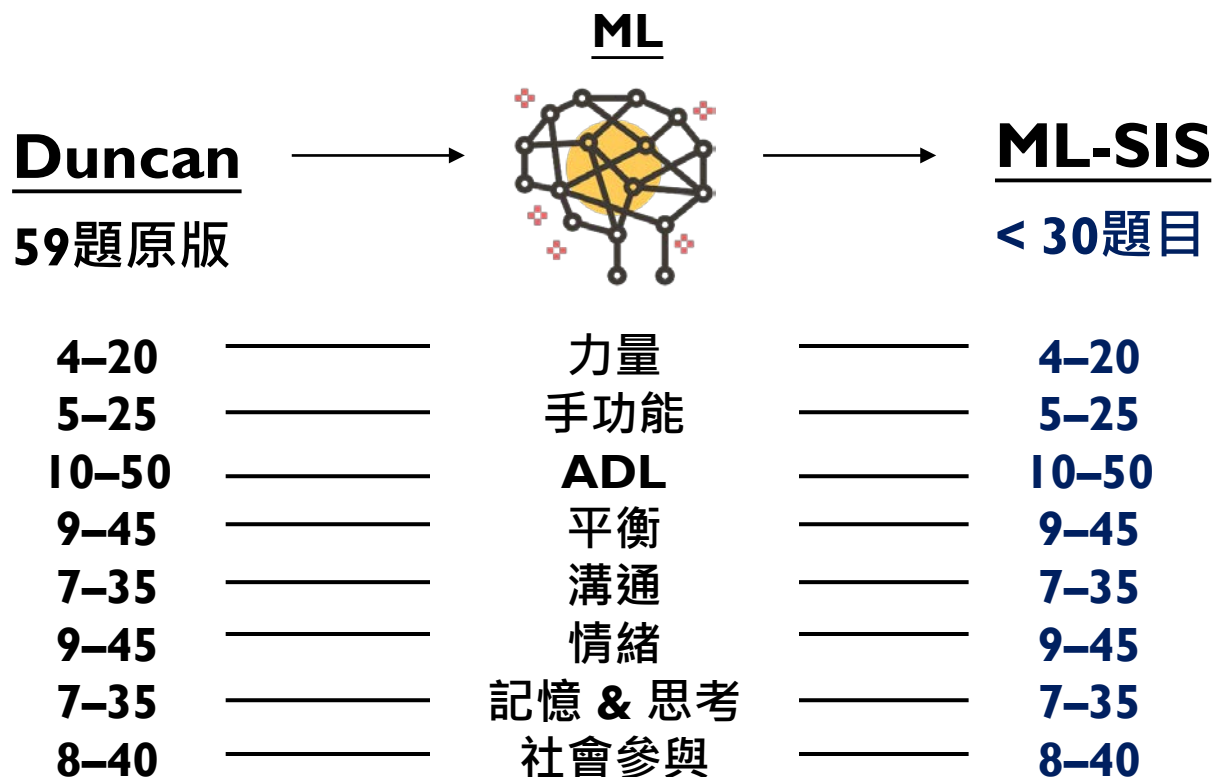 ML
Duncan
ML-SIS
59題原版
< 30題目
4–20 力量 4–20
5–25 手功能 5–25
10–50 ADL 10–50
9–45 平衡 9–45
7–35 溝通 7–35
9–45 情緒 9–45
7–35 記憶 & 思考 7–35
8–40 社會參與 8–40